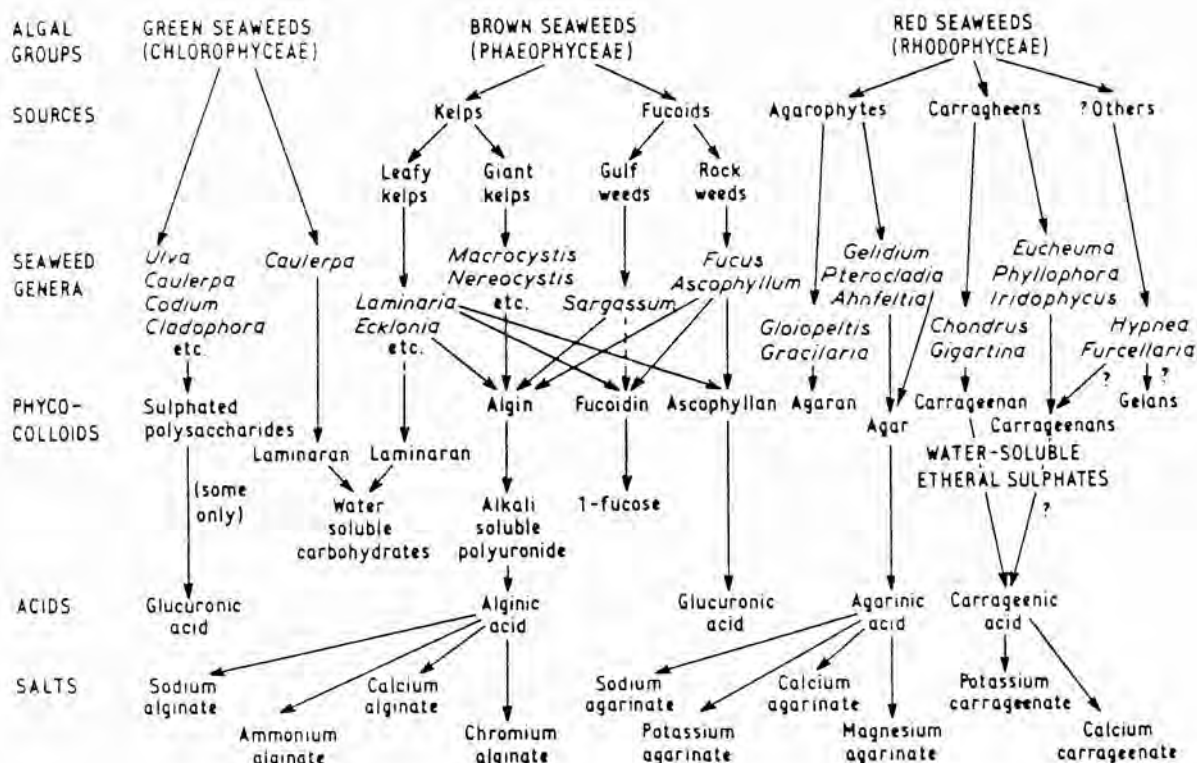 ALGAL GROUPS
GREEN SEAWEEDS
(CHLOROPHYCEAE)
BROWN SEAWEEDS
(PHAEOPHYCEAE)
RED SEAWEEDS
(RHODOPHYCEAE)
SOURCES
Kelps
Fucoids
Agarophytes
Carragheens
? Others
Leafy
kelps
Giant
kelps
Gulf
weeds
Rock
weeds
SEAWEED
GENERA
Ulva
Caulerpa
Codium
Cladophora
etc.
Caulerpa
Laminaria
Ecklonia
etc.
Macrocystis
Nereocystis
etc.
Sargassum
Fucus
Ascophyllum
Gloiopeltis
Gracilaria
Gelidium
Pterocladia
Ahnfeltia
Chondrus
Gigartina
Eucheuma
Phyllophora
Iridophycus
Hypnea
Furcellaria
?
?
PHYCO-
COLLOIDS
Sulphated
polysaccharides
Laminaran
Laminaran
Algin
Fucoidin
Ascophyllan
Agaran
Agar
Carrageenan
Carrageenans
Gelans
WATER-SOLUBLE
ETHERAL SULPHATES
?
(some
only)
Water
soluble
carbohydrates
Alkali
soluble
polyuronide
1-fucose
ACIDS
Glucuronic
acid
Alginic
acid
Glucuronic
acid
Agarinic
acid
Carrageenic
acid
SALTS
Sodium
alginate
Ammonium
alginate
Calcium
alginate
Chromium
alginate
Sodium
agarinate
Potassium
agarinate
Calcium
agarinate
Magnesium
agarinate
Potassium
carrageenate
Calcium
carrageenate